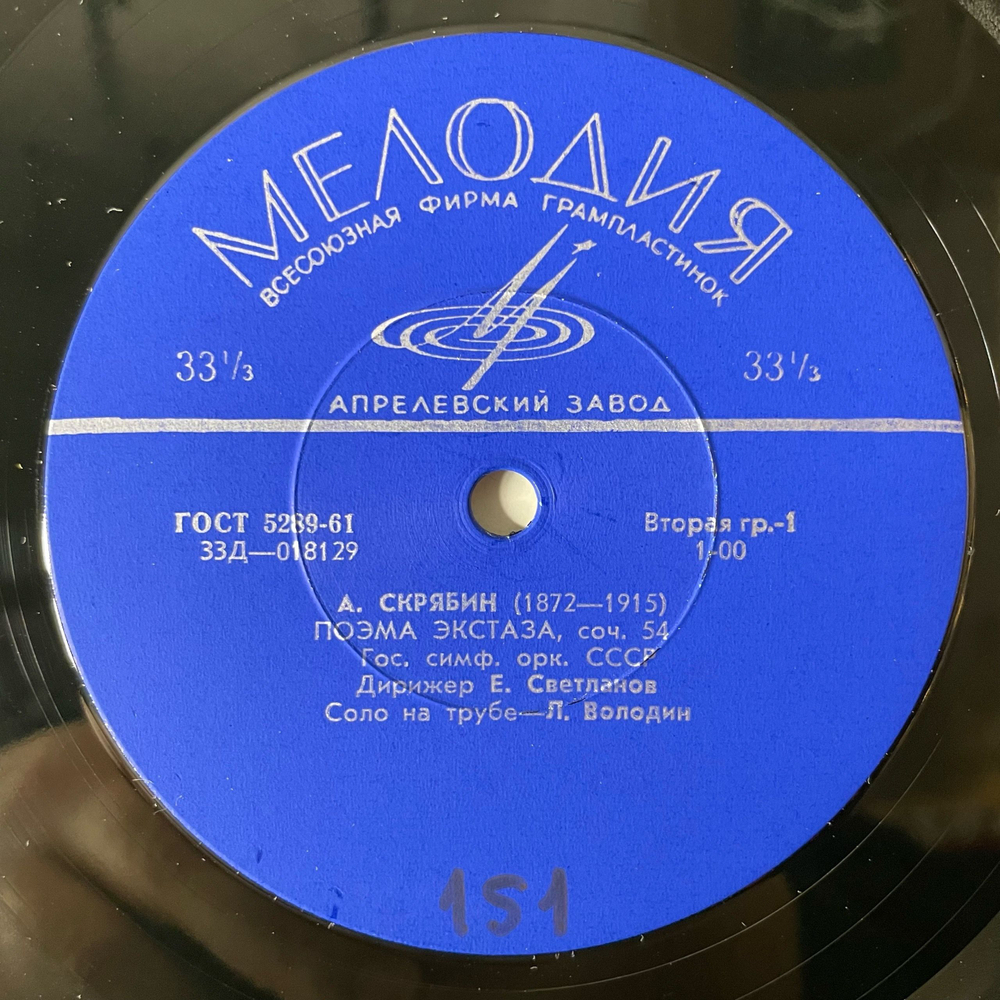 МЕЛОДИЯ
ВСЕСОЮЗНАЯ ФИРМА ГРАМПЛАСТИНОК
33⅓ 33⅓
АПРЕЛЕВСКИЙ ЗАВОД
ГОСТ 5289-61 Вторая гр.-1
33Д—018129 1-00
А. СКРЯБИН (1872—1915)
ПОЭМА ЭКСТАЗА, соч. 54
Гос. симф. орк. СССР
Дирижер Е. Светланов
Соло на трубе—Л. Володин
151